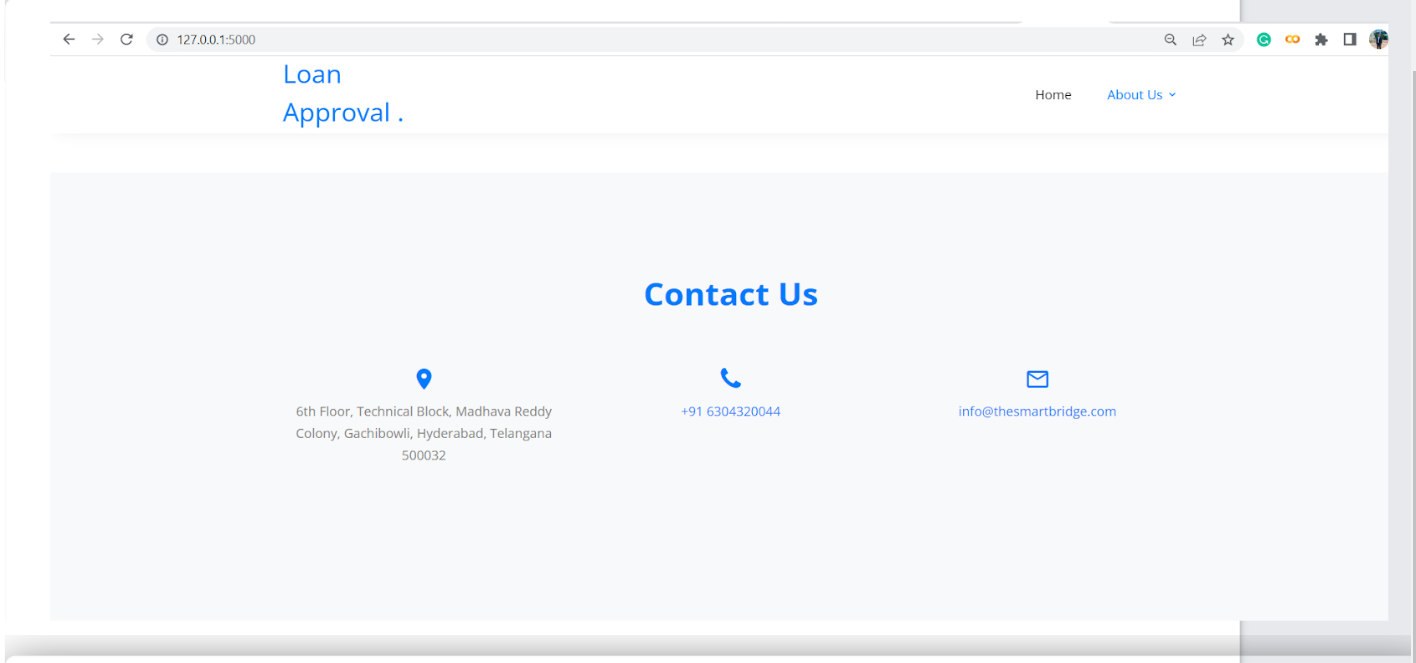 127.0.0.1:5000
Loan
Approval .
Home
About Us
Contact Us
6th Floor, Technical Block, Madhava Reddy
Colony, Gachibowli, Hyderabad, Telangana
500032
+91 6304320044
info@thesmartbridge.com